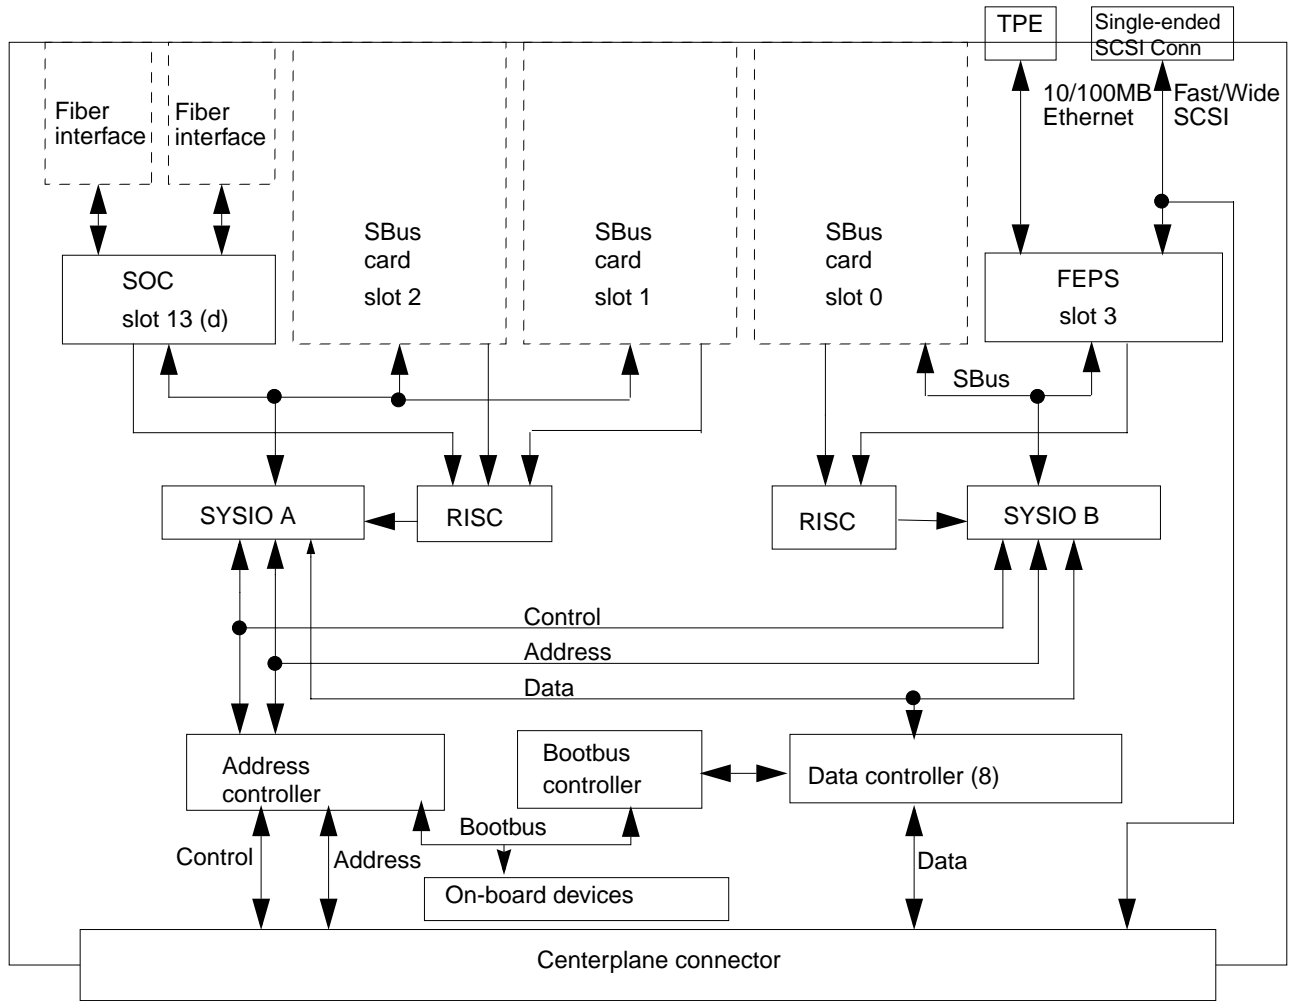 TPE
Single-ended
SCSI Conn
Fiber
interface
Fiber
interface
10/100MB
Ethernet
Fast/Wide
SCSI
SBus
card
slot 2
SBus
card
slot 1
SBus
card
slot 0
SOC
slot 13 (d)
FEPS
slot 3
SBus
SYSIO A
RISC
RISC
SYSIO B
Control
Address
Data
Address
controller
Bootbus
controller
Data controller (8)
Bootbus
Control
Address
Data
On-board devices
Centerplane connector